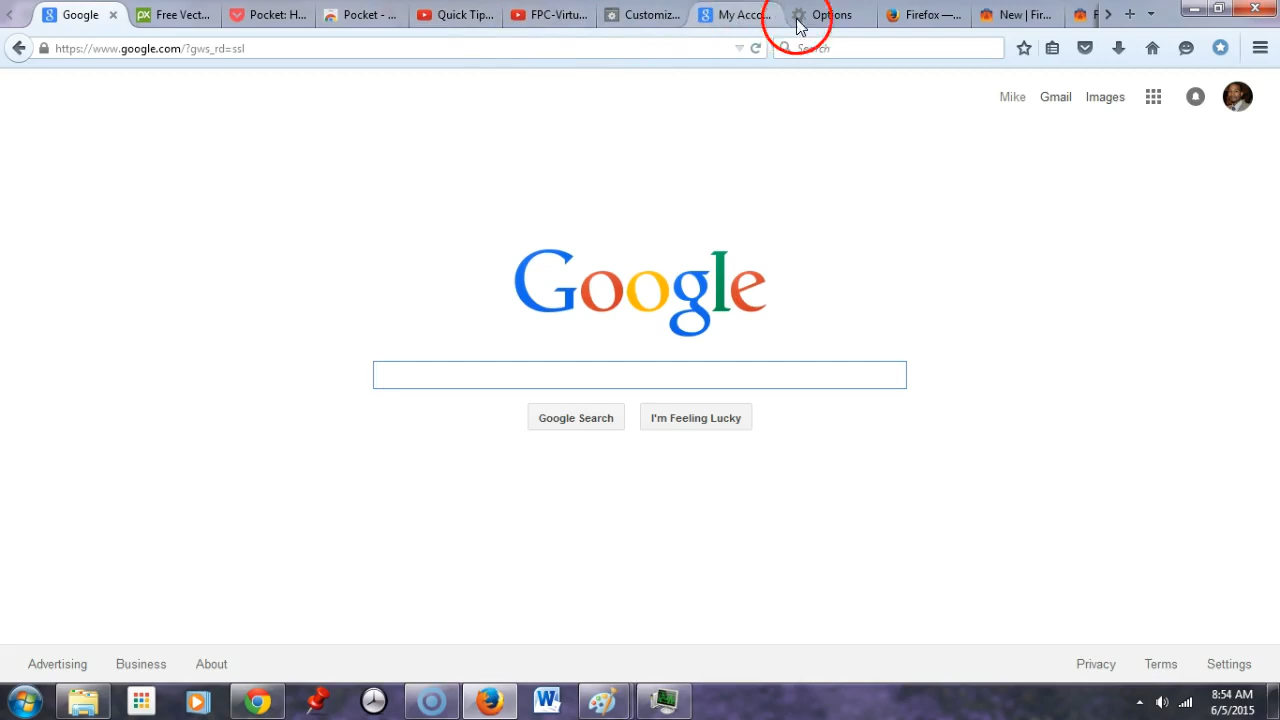 Google Free Vect... Pocket: H... Pocket - ... Quick Tip... FPC-Virtu... Customiz... My Acco... Options Firefox —... New | Fir...
https://www.google.com/?gws_rd=ssl Search
Mike Gmail Images
Google
Google Search I'm Feeling Lucky
Advertising Business About Privacy Terms Settings
8:54 AM
6/5/2015